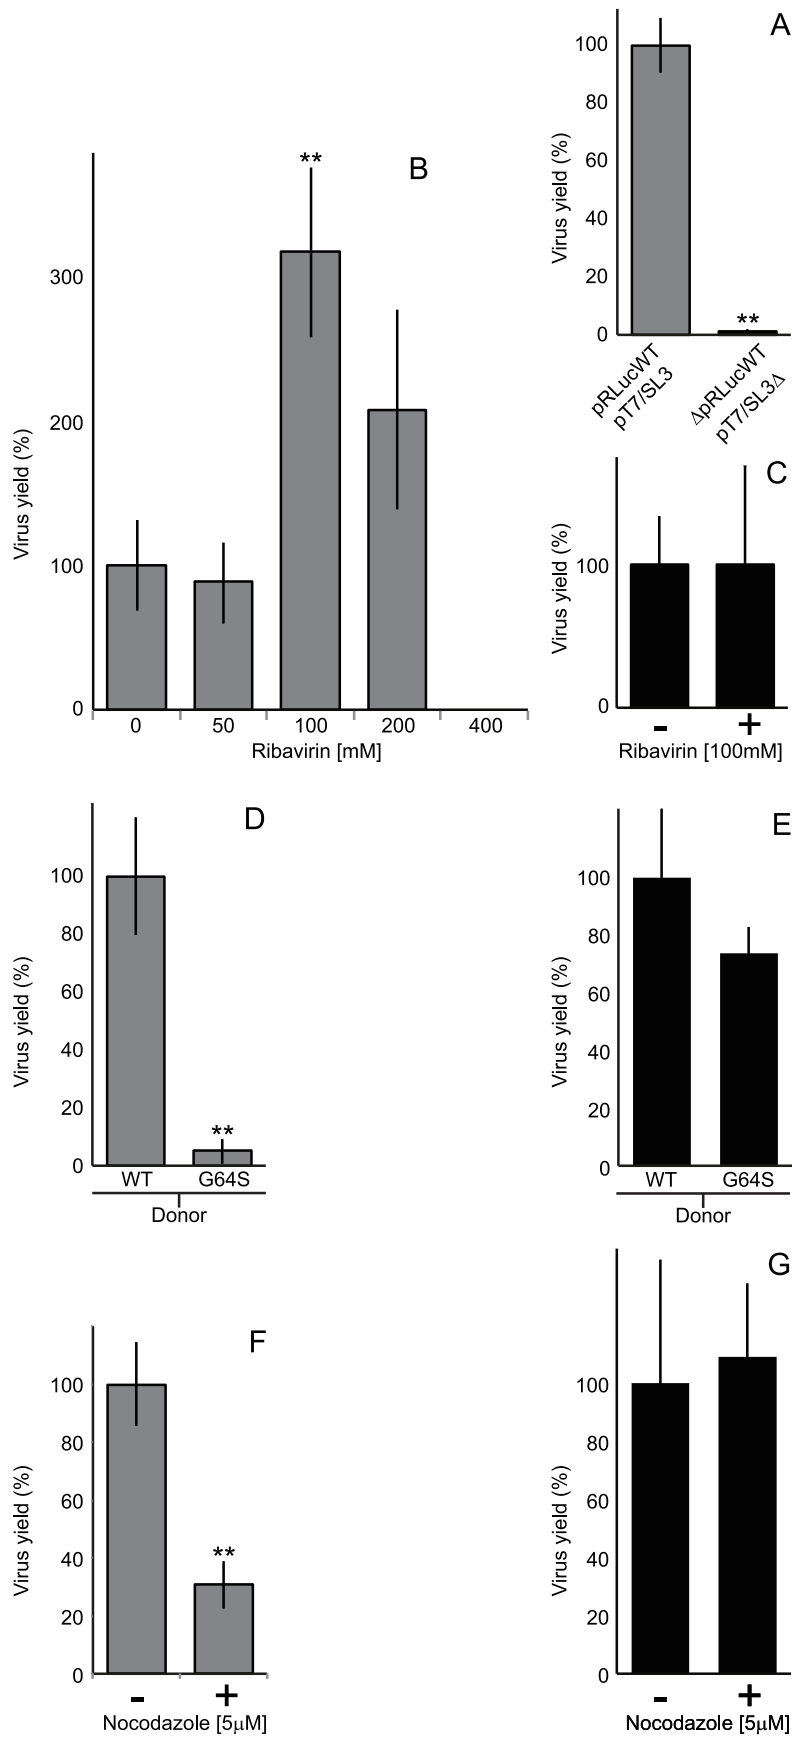 A
Virus yield (%)
100
80
60
40
20
0
**
pRLucWT
pT7/SL3
ΔpRLucWT
pT7/SL3Δ
B
Virus yield (%)
300
200
100
0
**
0 50 100 200 400
Ribavirin [mM]
C
Virus yield (%)
100
0
- +
Ribavirin [100mM]
D
Virus yield (%)
100
80
60
40
20
0
**
WT G64S
Donor
E
Virus yield (%)
100
80
60
40
20
0
WT G64S
Donor
F
Virus yield (%)
100
80
60
40
20
0
**
- +
Nocodazole [5µM]
G
Virus yield (%)
100
80
60
40
20
0
- +
Nocodazole [5µM]